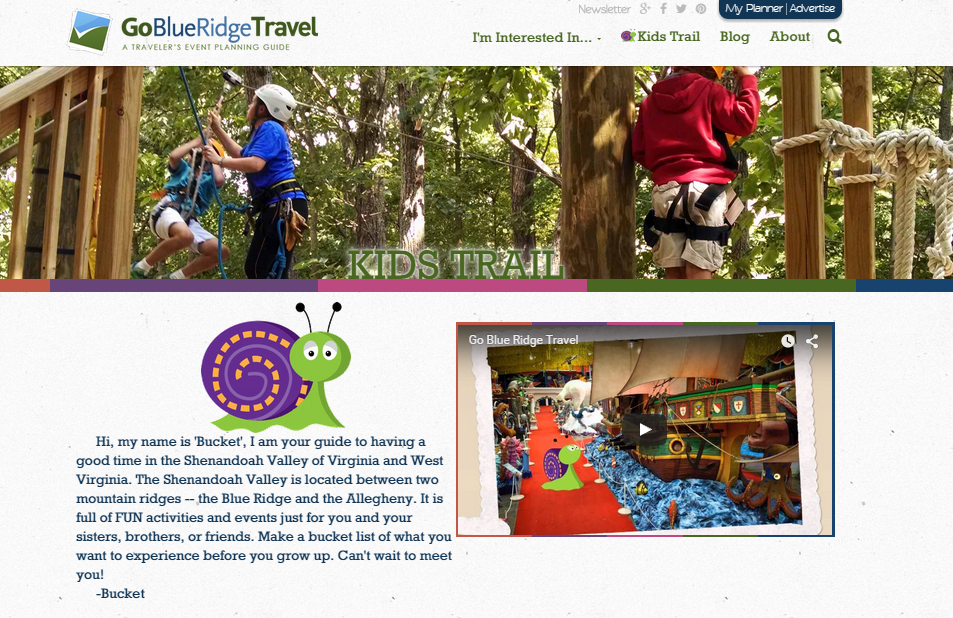 Newsletter
My Planner | Advertise
GoBlueRidgeTravel
A TRAVELER'S EVENT PLANNING GUIDE
I'm Interested In...
Kids Trail
Blog
About
KIDS TRAIL
Go Blue Ridge Travel
Hi, my name is 'Bucket', I am your guide to having a
good time in the Shenandoah Valley of Virginia and West
Virginia. The Shenandoah Valley is located between two
mountain ridges -- the Blue Ridge and the Allegheny. It is
full of FUN activities and events just for you and your
sisters, brothers, or friends. Make a bucket list of what you
want to experience before you grow up. Can't wait to meet
you!
-Bucket